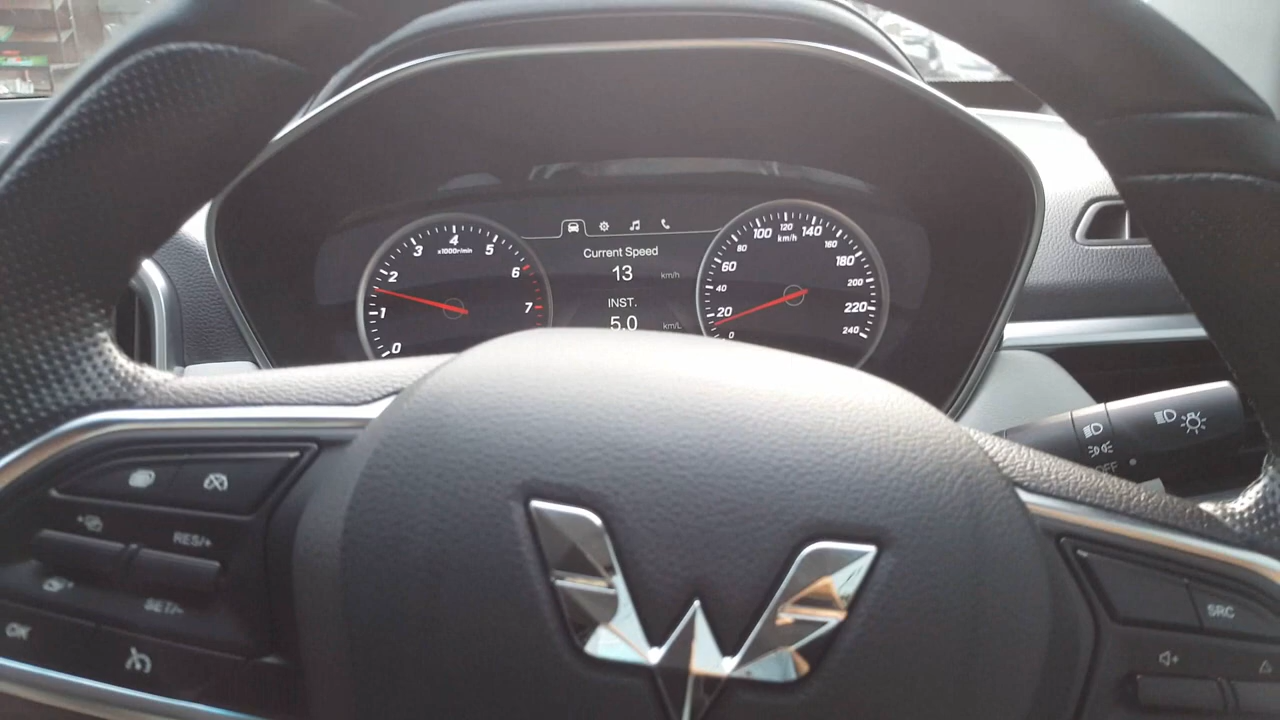 4
3
5
x1000r/min
2
6
1
7
0
Current Speed
13 km/h
INST.
5.0 km/L
120
100
140
km/h
80
160
60
180
40
200
20
220
0
240
OFF
RES/+
SET/-
OK
SRC